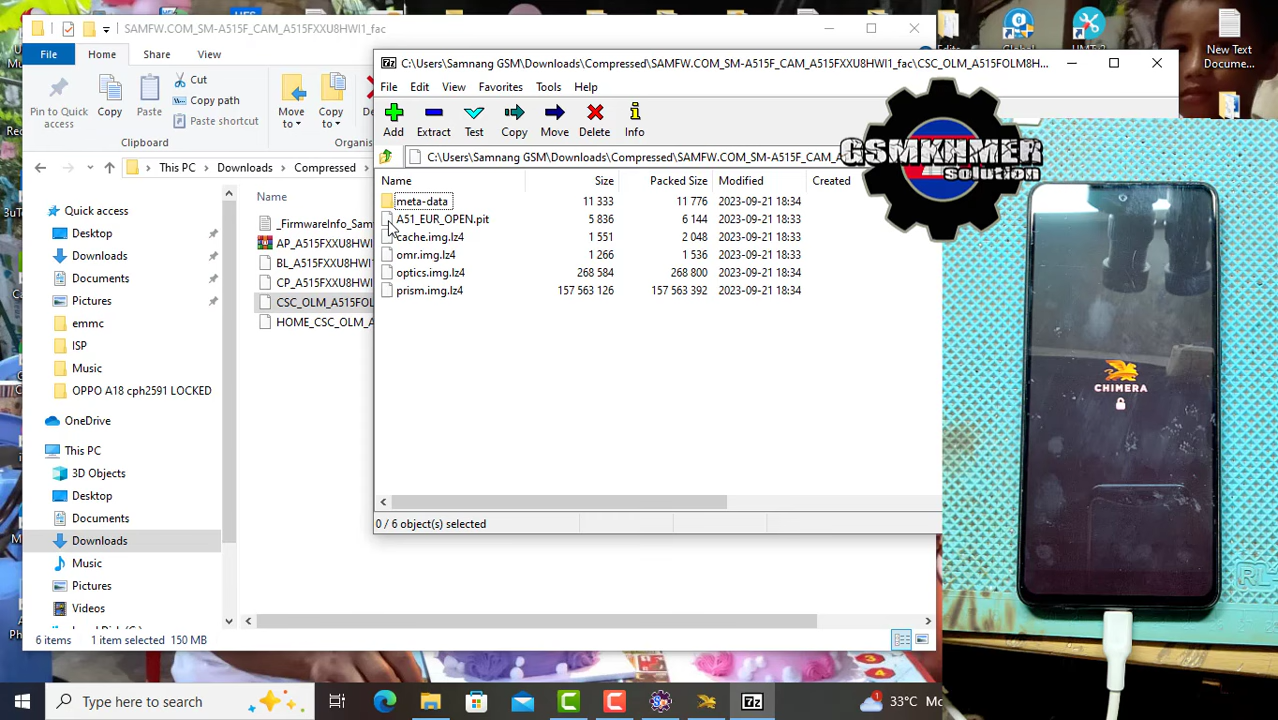 SAMFW.COM_SM-A515F_CAM_A515FXXU8HWI1_fac
File
Home
Share
View
Pin to Quick access
Copy
Paste
Cut
Copy path
Paste shortcut
Clipboard
Move to
Copy to
Organis
This PC
Downloads
Compressed
Name
Quick access
Desktop
Downloads
Documents
Pictures
emmc
ISP
Music
OPPO A18 cph2591 LOCKED
OneDrive
This PC
3D Objects
Desktop
Documents
Downloads
Music
Pictures
Videos
_FirmwareInfo_Samn
AP_A515FXXU8HWI
BL_A515FXXU8HWI1
CP_A515FXXU8HWI
CSC_OLM_A515FOL
HOME_CSC_OLM_A
6 items
1 item selected 150 MB
7z
C:\Users\Samnang GSM\Downloads\Compressed\SAMFW.COM_SM-A515F_CAM_A515FXXU8HWI1_fac\CSC_OLM_A515FOLM8H...
File
Edit
View
Favorites
Tools
Help
Add
Extract
Test
Copy
Move
Delete
Info
C:\Users\Samnang GSM\Downloads\Compressed\SAMFW.COM_SM-A515F_CAM_A
Name Size Packed Size Modified Created
meta-data 11 333 11 776 2023-09-21 18:34
A51_EUR_OPEN.pit 5 836 6 144 2023-09-21 18:34
cache.img.lz4 1 551 2 048 2023-09-21 18:33
omr.img.lz4 1 266 1 536 2023-09-21 18:33
optics.img.lz4 268 584 268 800 2023-09-21 18:34
prism.img.lz4 157 563 126 157 563 392 2023-09-21 18:34
0 / 6 object(s) selected
GSMKHMER
solution
New Text
Docume...
CHIMERA
Type here to search
7z
33°C